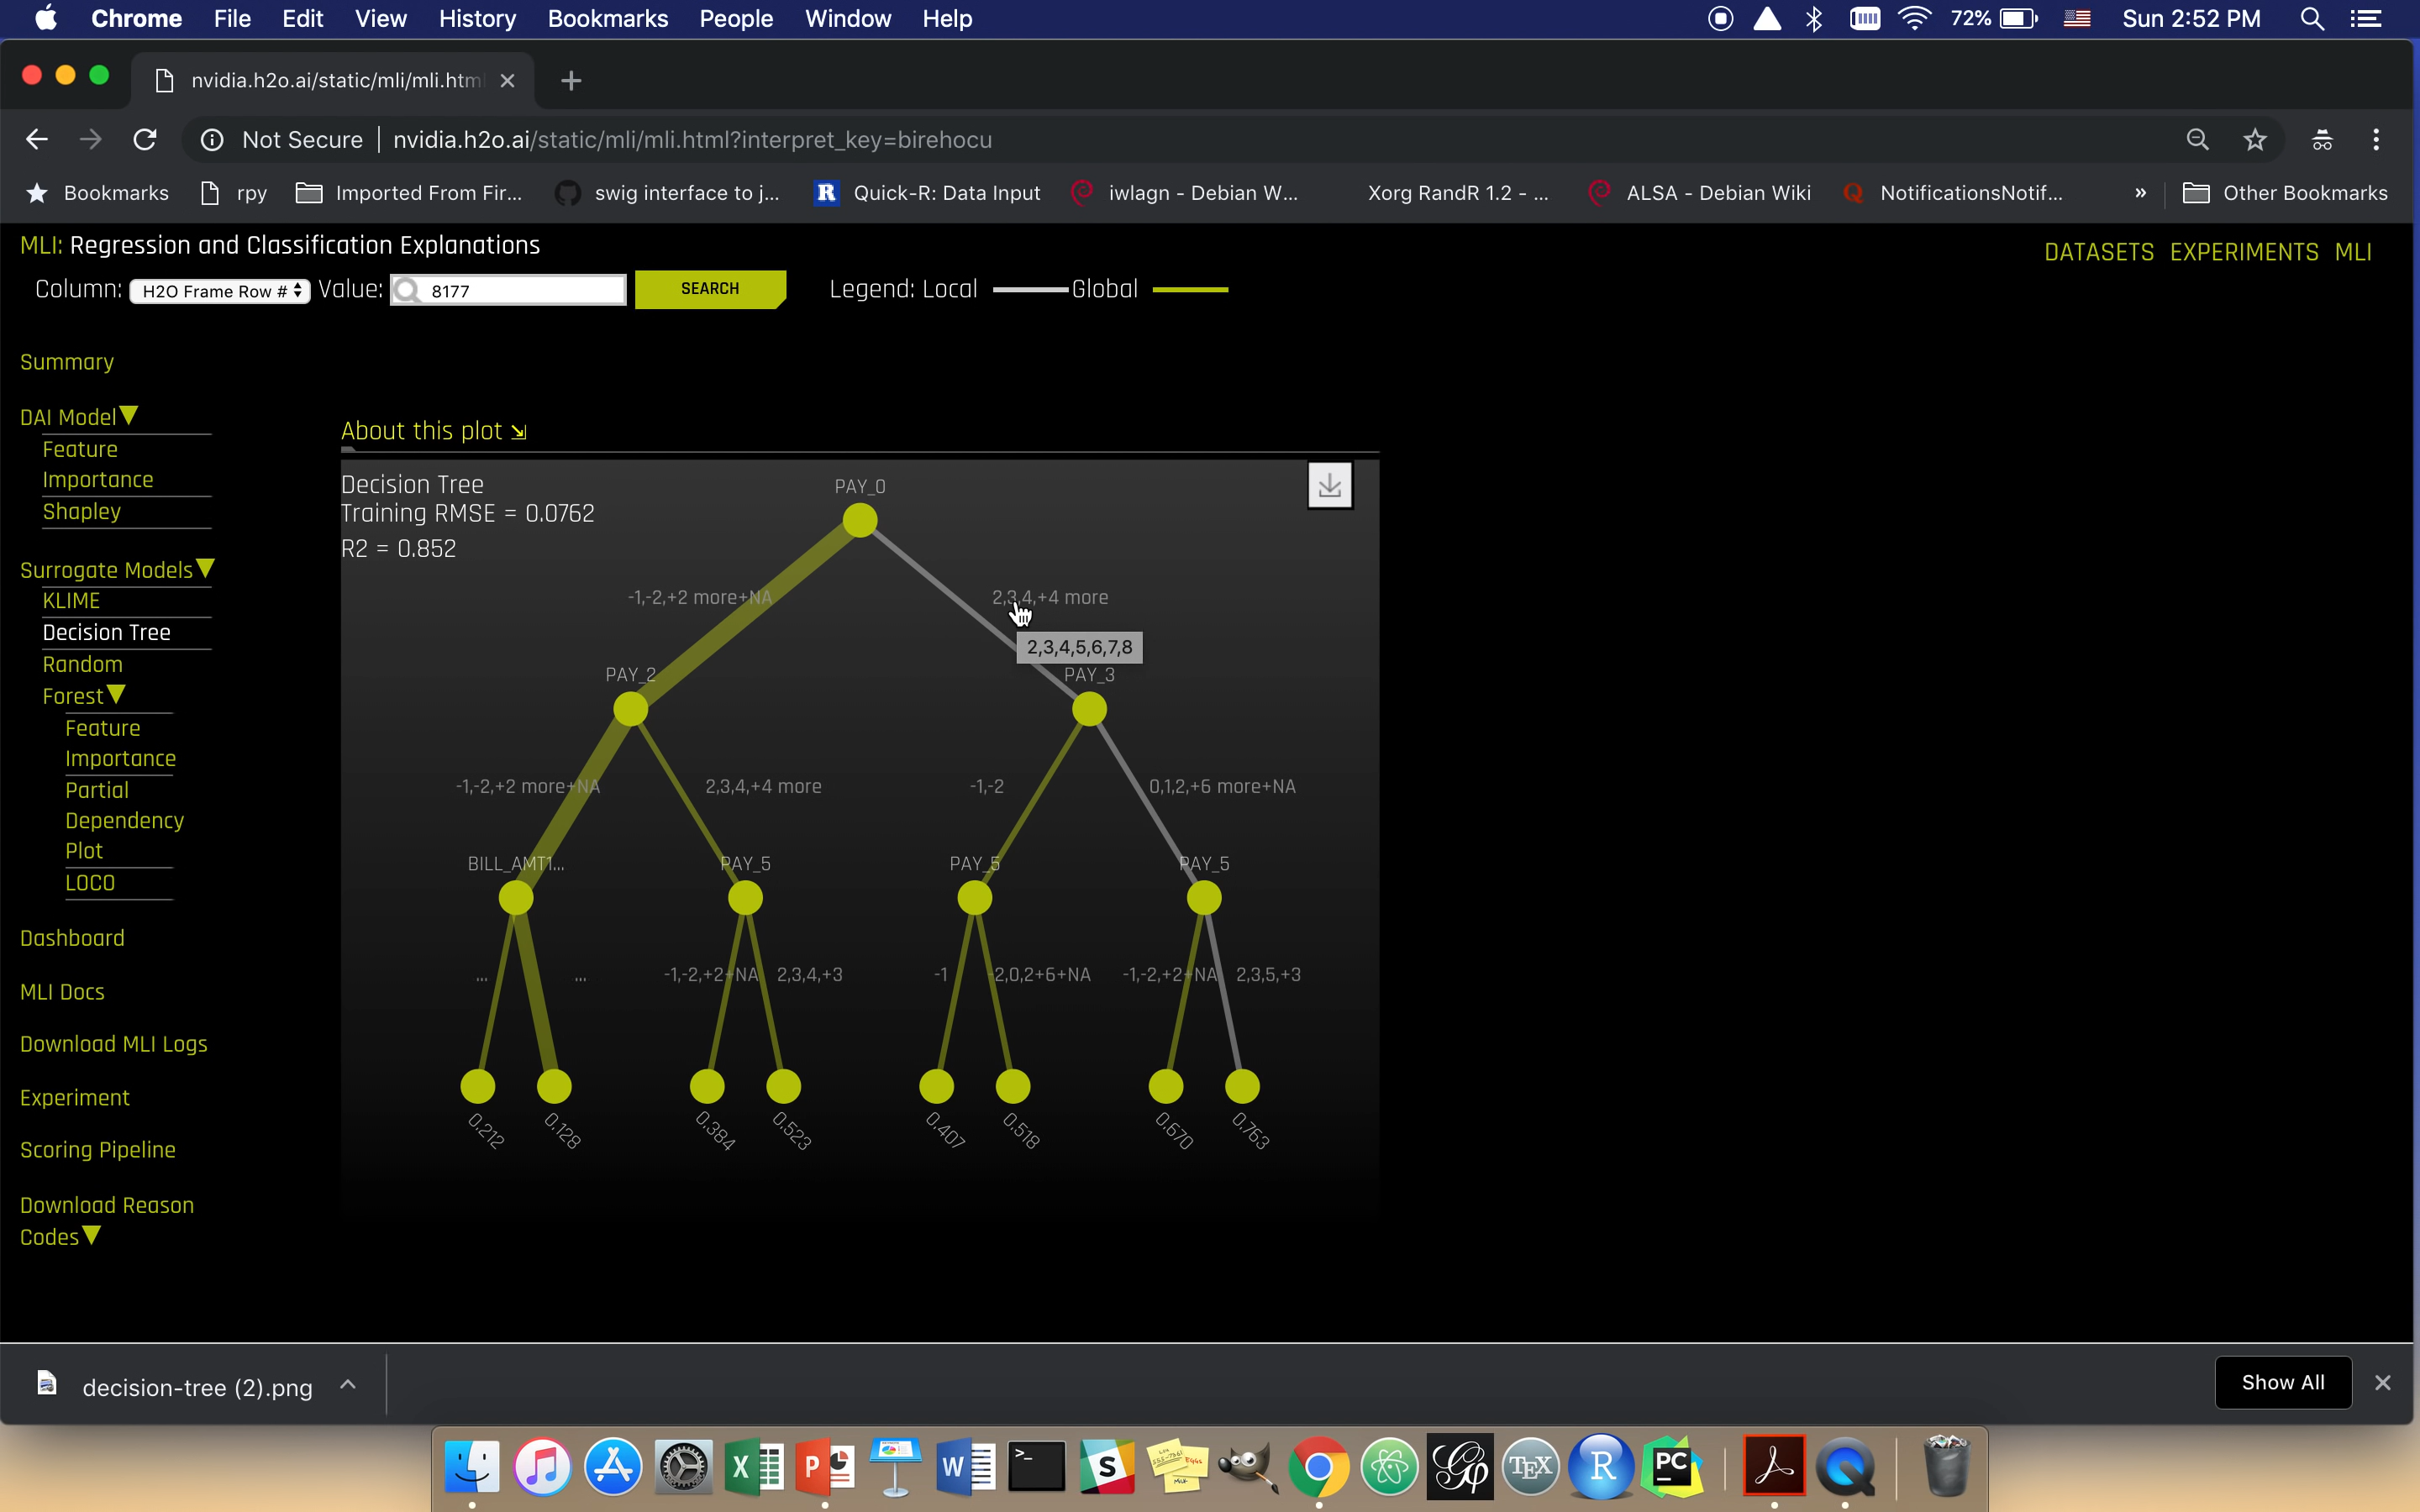 Chrome File Edit View History Bookmarks People Window Help 72% Sun 2:52 PM
nvidia.h2o.ai/static/mli/mli.htm
Not Secure nvidia.h2o.ai/static/mli/mli.html?interpret_key=birehocu
Bookmarks rpy Imported From Fir... swig interface to j... R Quick-R: Data Input iwlagn - Debian W... Xorg RandR 1.2 - ... ALSA - Debian Wiki NotificationsNotif... » Other Bookmarks
MLI: Regression and Classification Explanations
DATASETS EXPERIMENTS MLI
Column: H2O Frame Row # Value: 8177 SEARCH Legend: Local Global
Summary
DAI Model
Feature
Importance
Shapley
Surrogate Models
KLIME
Decision Tree
Random
Forest
Feature
Importance
Partial
Dependency
Plot
LOCO
Dashboard
MLI Docs
Download MLI Logs
Experiment
Scoring Pipeline
Download Reason
Codes
About this plot
Decision Tree
Training RMSE = 0.0762
R2 = 0.852
PAY_0
-1,-2,+2 more+NA 2,3,4,+4 more
2,3,4,5,6,7,8
PAY_2 PAY_3
-1,-2,+2 more+NA 2,3,4,+4 more -1,-2 0,1,2,+6 more+NA
BILL_AMT1... PAY_5 PAY_5 PAY_5
... ... -1,-2,+2+NA 2,3,4,+3 -1 -2,0,2+6+NA -1,-2,+2+NA 2,3,5,+3
0.212 0.128 0.384 0.523 0.407 0.518 0.670 0.763
decision-tree (2).png
Show All
X P W >_ S TEX R PC